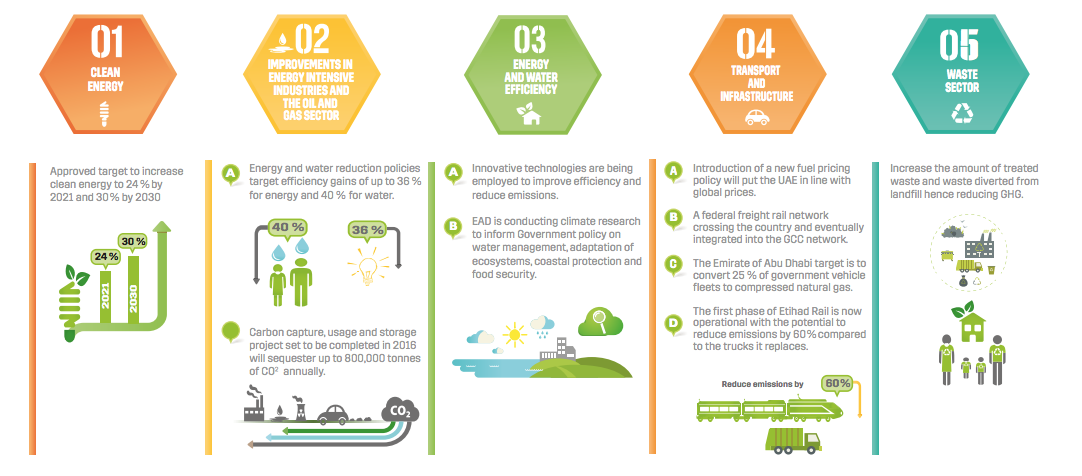 01
CLEAN
ENERGY
Approved target to increase
clean energy to 24 % by
2021 and 30 % by 2030
24 %
30 %
2021
2030
02
IMPROVEMENTS IN
ENERGY INTENSIVE
INDUSTRIES AND
THE OIL AND
GAS SECTOR
A
Energy and water reduction policies
target efficiency gains of up to 36 %
for energy and 40 % for water.
40 %
36 %
Carbon capture, usage and storage
project set to be completed in 2016
will sequester up to 800,000 tonnes
of CO² annually.
CO₂
03
ENERGY
AND WATER
EFFICIENCY
A
Innovative technologies are being
employed to improve efficiency and
reduce emissions.
B
EAD is conducting climate research
to inform Government policy on
water management, adaptation of
ecosystems, coastal protection and
food security.
04
TRANSPORT
AND
INFRASTRUCTURE
A
Introduction of a new fuel pricing
policy will put the UAE in line with
global prices.
B
A federal freight rail network
crossing the country and eventually
integrated into the GCC network.
C
The Emirate of Abu Dhabi target is to
convert 25 % of government vehicle
fleets to compressed natural gas.
D
The first phase of Etihad Rail is now
operational with the potential to
reduce emissions by 60 % compared
to the trucks it replaces.
Reduce emissions by
60%
05
WASTE
SECTOR
Increase the amount of treated
waste and waste diverted from
landfill hence reducing GHG.